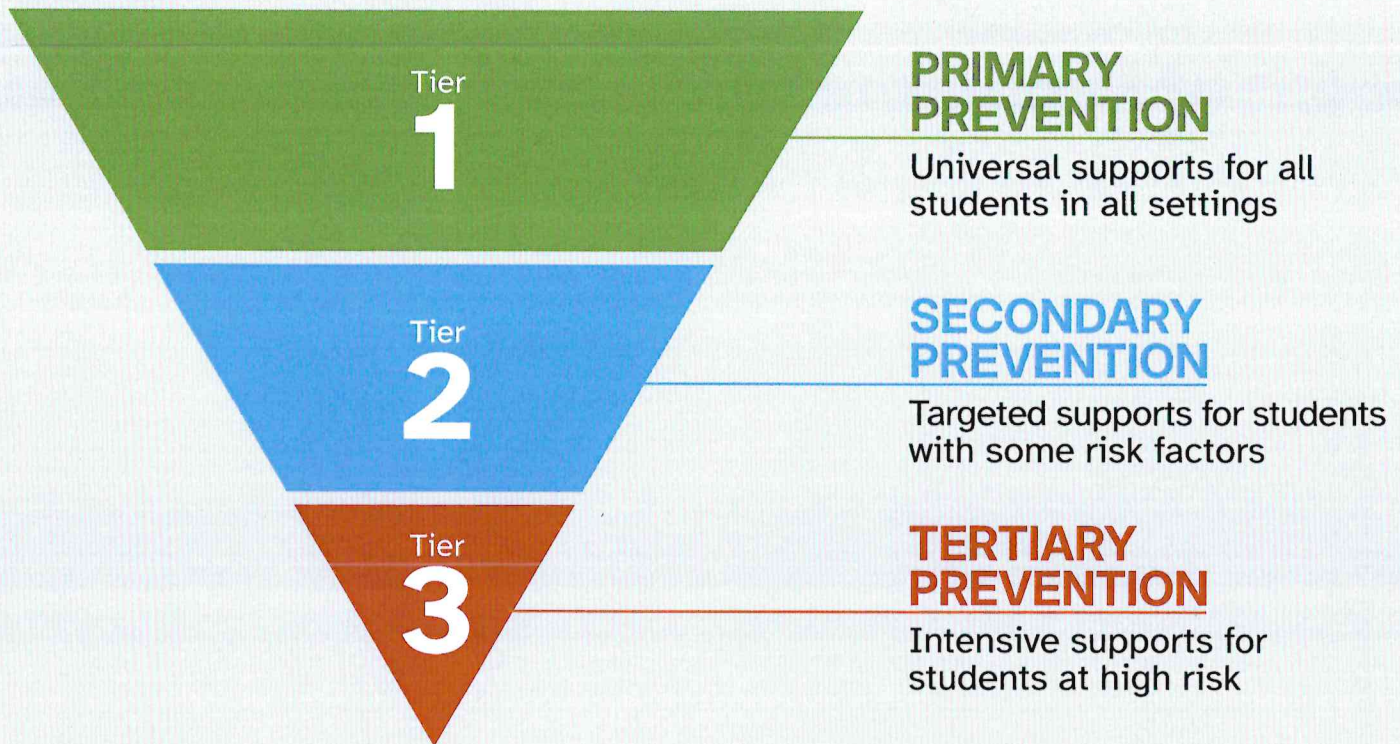 Tier
1
PRIMARY
PREVENTION
Universal supports for all
students in all settings
Tier
2
SECONDARY
PREVENTION
Targeted supports for students
with some risk factors
Tier
3
TERTIARY
PREVENTION
Intensive supports for
students at high risk